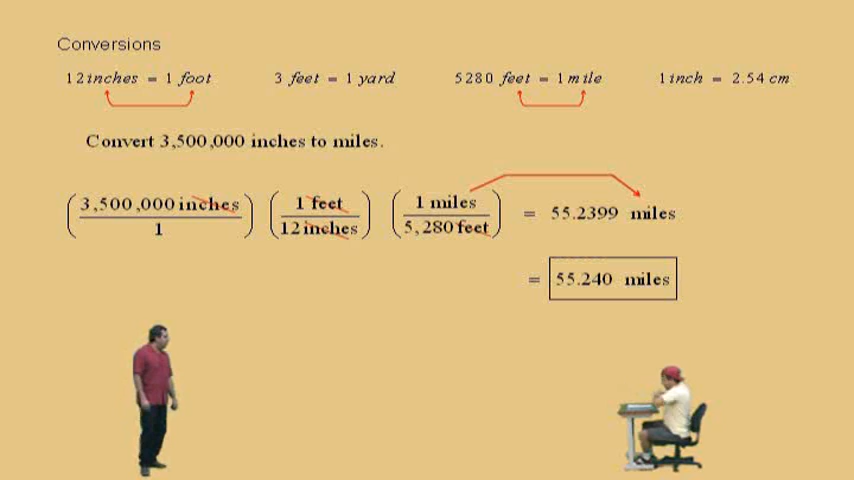 Conversions
12 inches = 1 foot 3 feet = 1 yard 5280 feet = 1 mile 1 inch = 2.54 cm
Convert 3,500,000 inches to miles.
(3,500,000 inches / 1) (1 feet / 12 inches) (1 miles / 5,280 feet) = 55.2399 miles
= 55.240 miles